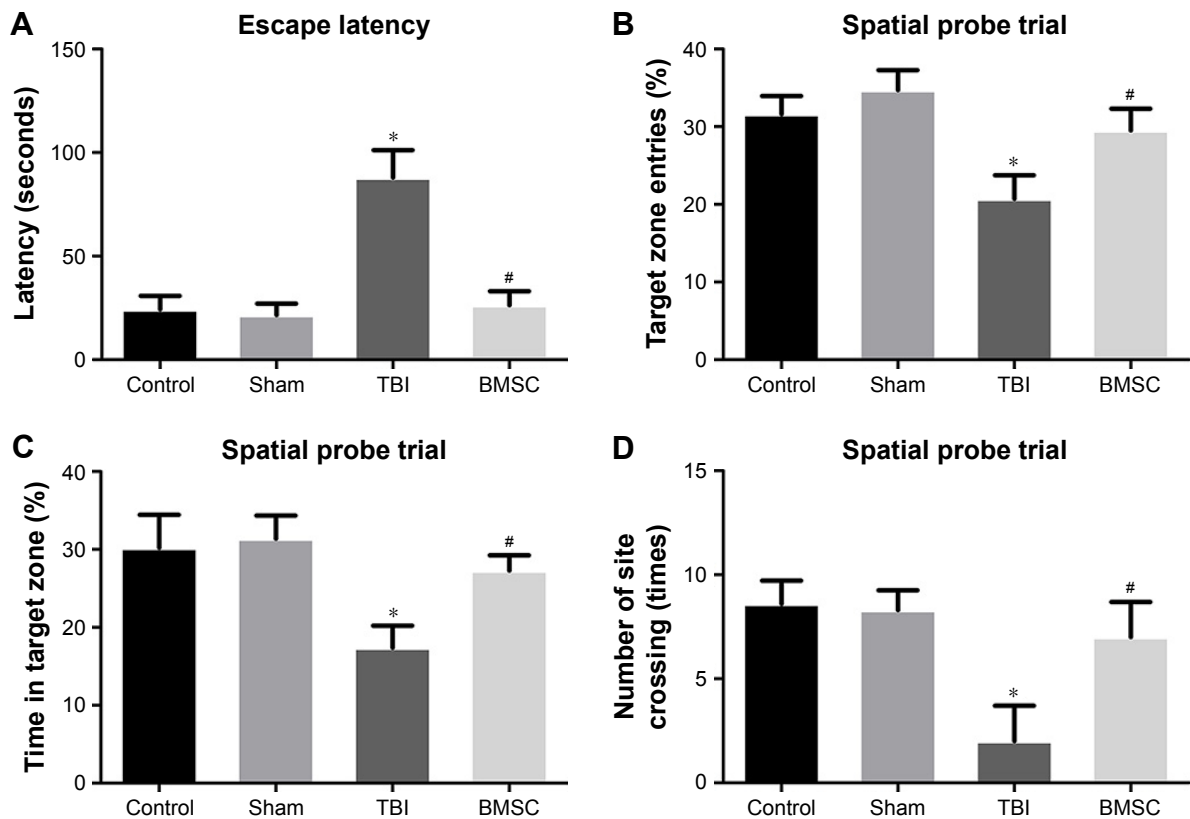 A
Escape latency
Latency (seconds)
150
100
50
0
*
#
Control
Sham
TBI
BMSC
B
Spatial probe trial
Target zone entries (%)
40
30
20
10
0
*
#
Control
Sham
TBI
BMSC
C
Spatial probe trial
Time in target zone (%)
40
30
20
10
0
*
#
Control
Sham
TBI
BMSC
D
Spatial probe trial
Number of site
crossing (times)
15
10
5
0
*
#
Control
Sham
TBI
BMSC